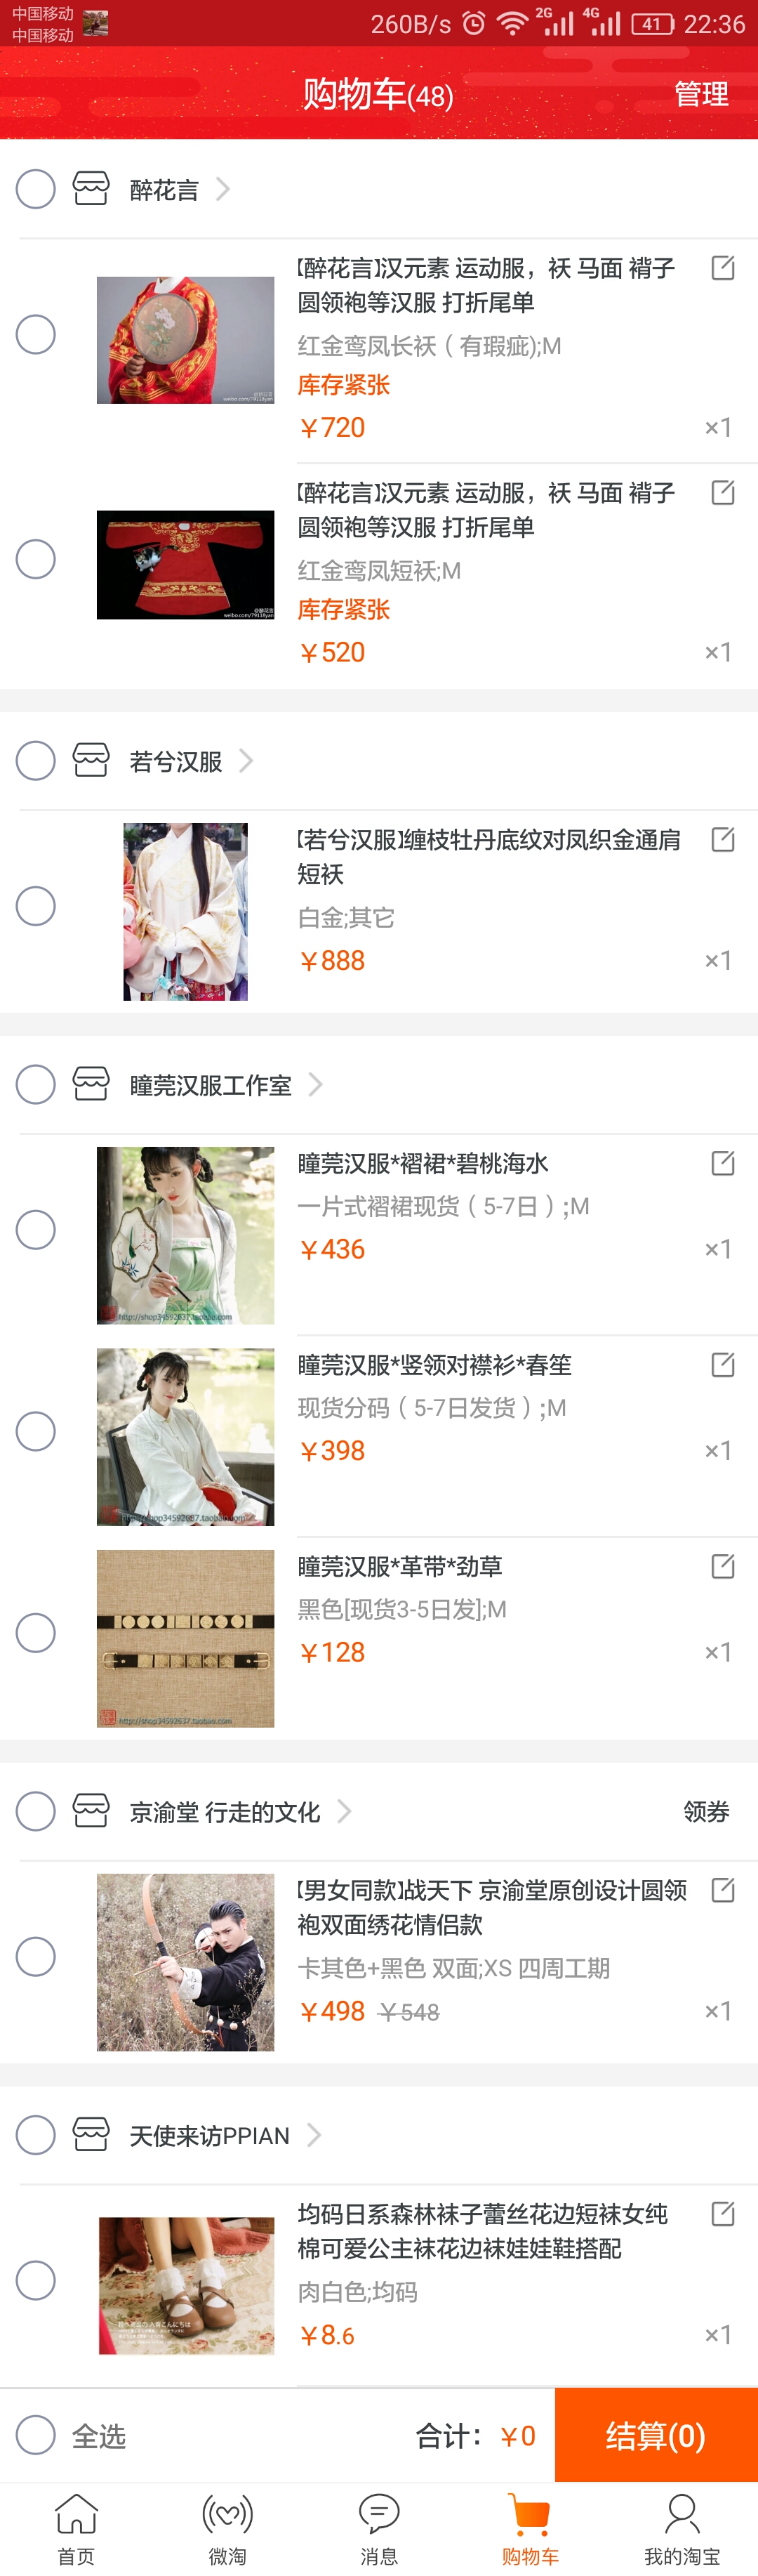 中国移动
中国移动
260B/s 2G 4G 41 22:36
购物车(48)
管理
醉花言
【醉花言】汉元素 运动服，袄 马面 褙子
圆领袍等汉服 打折尾单
红金鸾凤长袄（有瑕疵);M
库存紧张
￥720
×1
【醉花言】汉元素 运动服，袄 马面 褙子
圆领袍等汉服 打折尾单
红金鸾凤短袄;M
库存紧张
￥520
×1
若兮汉服
【若兮汉服】缠枝牡丹底纹对凤织金通肩
短袄
白金;其它
￥888
×1
瞳莞汉服工作室
瞳莞汉服*褶裙*碧桃海水
一片式褶裙现货（5-7日）;M
￥436
×1
http://shop34592637.taobao.com
瞳莞汉服*竖领对襟衫*春笙
现货分码（5-7日发货）;M
￥398
×1
http://shop34592637.taobao.com
瞳莞汉服*革带*劲草
黑色[现货3-5日发];M
￥128
×1
http://shop34592637.taobao.com
京渝堂 行走的文化
领券
【男女同款】战天下 京渝堂原创设计圆领
袍双面绣花情侣款
卡其色+黑色 双面;XS 四周工期
￥498 ￥548
×1
天使来访PPIAN
均码日系森林袜子蕾丝花边短袜女纯
棉可爱公主袜花边袜娃娃鞋搭配
肉白色;均码
￥8.6
×1
全选
合计：￥0
结算(0)
首页
微淘
消息
购物车
我的淘宝